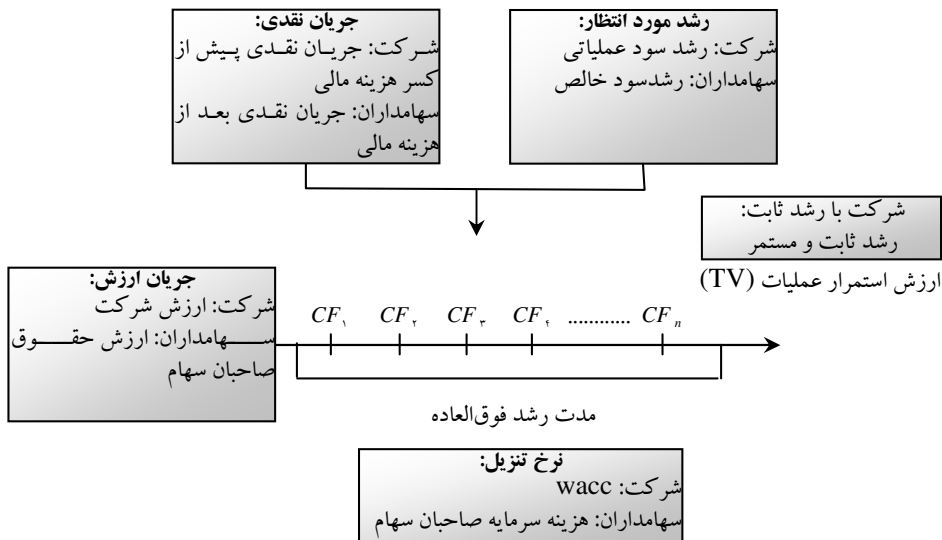 رشد مورد انتظار:
شرکت: رشد سود عملیاتی
سهامداران: رشدسود خالص
جریان نقدی:
شرکت: جریان نقدی پیش از
کسر هزینه مالی
سهامداران: جریان نقدی بعد از
هزینه مالی
شرکت با رشد ثابت:
رشد ثابت و مستمر
ارزش استمرار عملیات (TV)
جریان ارزش:
شرکت: ارزش شرکت
سهامداران: ارزش حقوق
صاحبان سهام
CF۱ CF۲ CF۳ CF۴ ............ CFn
مدت رشد فوق‌العاده
نرخ تنزیل:
شرکت: wacc
سهامداران: هزینه سرمایه صاحبان سهام